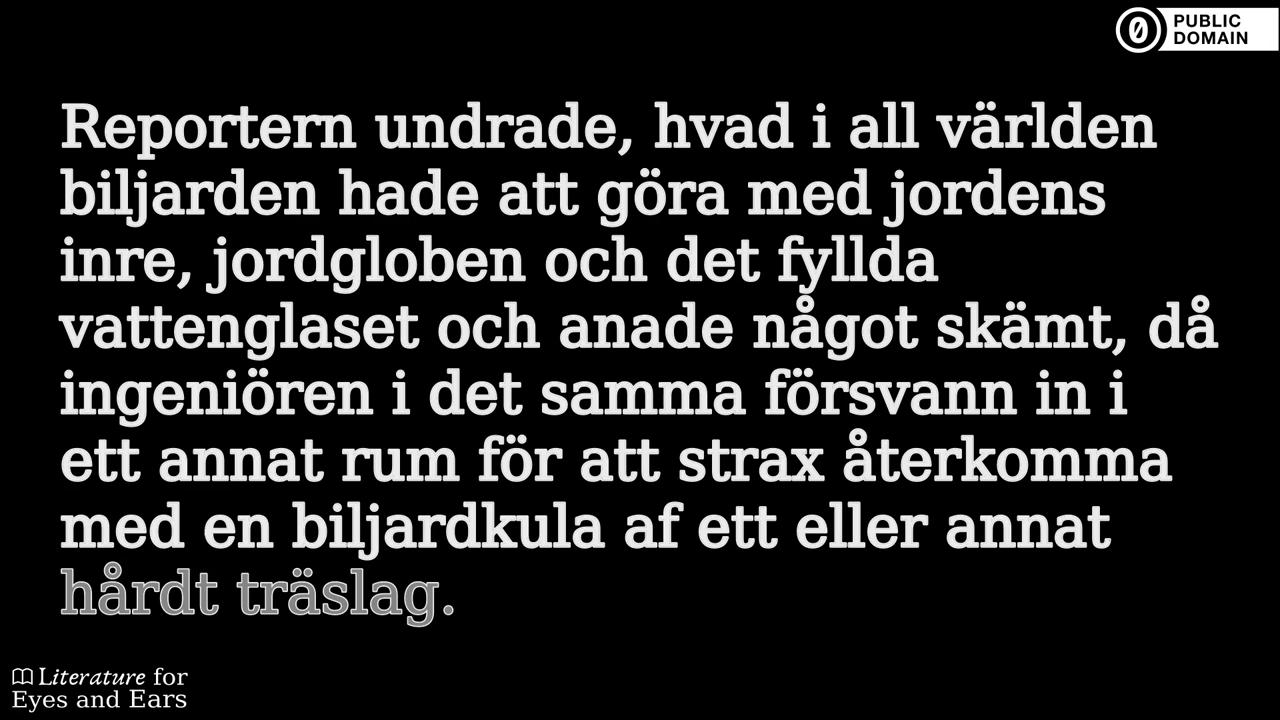 PUBLIC
DOMAIN
Reportern undrade, hvad i all världen
biljarden hade att göra med jordens
inre, jordgloben och det fyllda
vattenglaset och anade något skämt, då
ingeniören i det samma försvann in i
ett annat rum för att strax återkomma
med en biljardkula af ett eller annat
hårdt träslag.
Literature for
Eyes and Ears